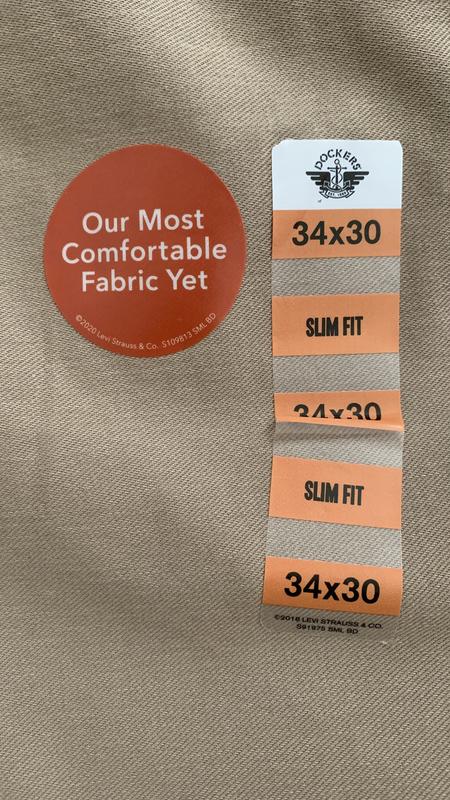 Our Most
Comfortable
Fabric Yet
©2020 Levi Strauss & Co. S109813 SML BD
DOCKERS
34x30
SLIM FIT
34x30
SLIM FIT
34x30
©2018 LEVI STRAUSS & CO.
S91975 SML BD